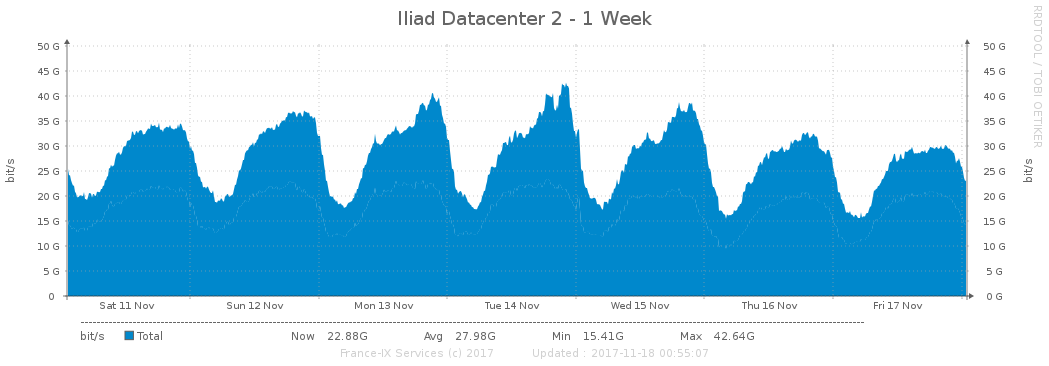 Iliad Datacenter 2 - 1 Week
RRDTOOL / TOBI OETIKER
50 G 50 G
45 G 45 G
40 G 40 G
35 G 35 G
30 G 30 G
25 G 25 G
20 G 20 G
15 G 15 G
10 G 10 G
5 G 5 G
0 0 G
bit/s
bit/s
Sat 11 Nov Sun 12 Nov Mon 13 Nov Tue 14 Nov Wed 15 Nov Thu 16 Nov Fri 17 Nov
bit/s Total Now 22.88G Avg 27.98G Min 15.41G Max 42.64G
France-IX Services (c) 2017 Updated : 2017-11-18 00:55:07